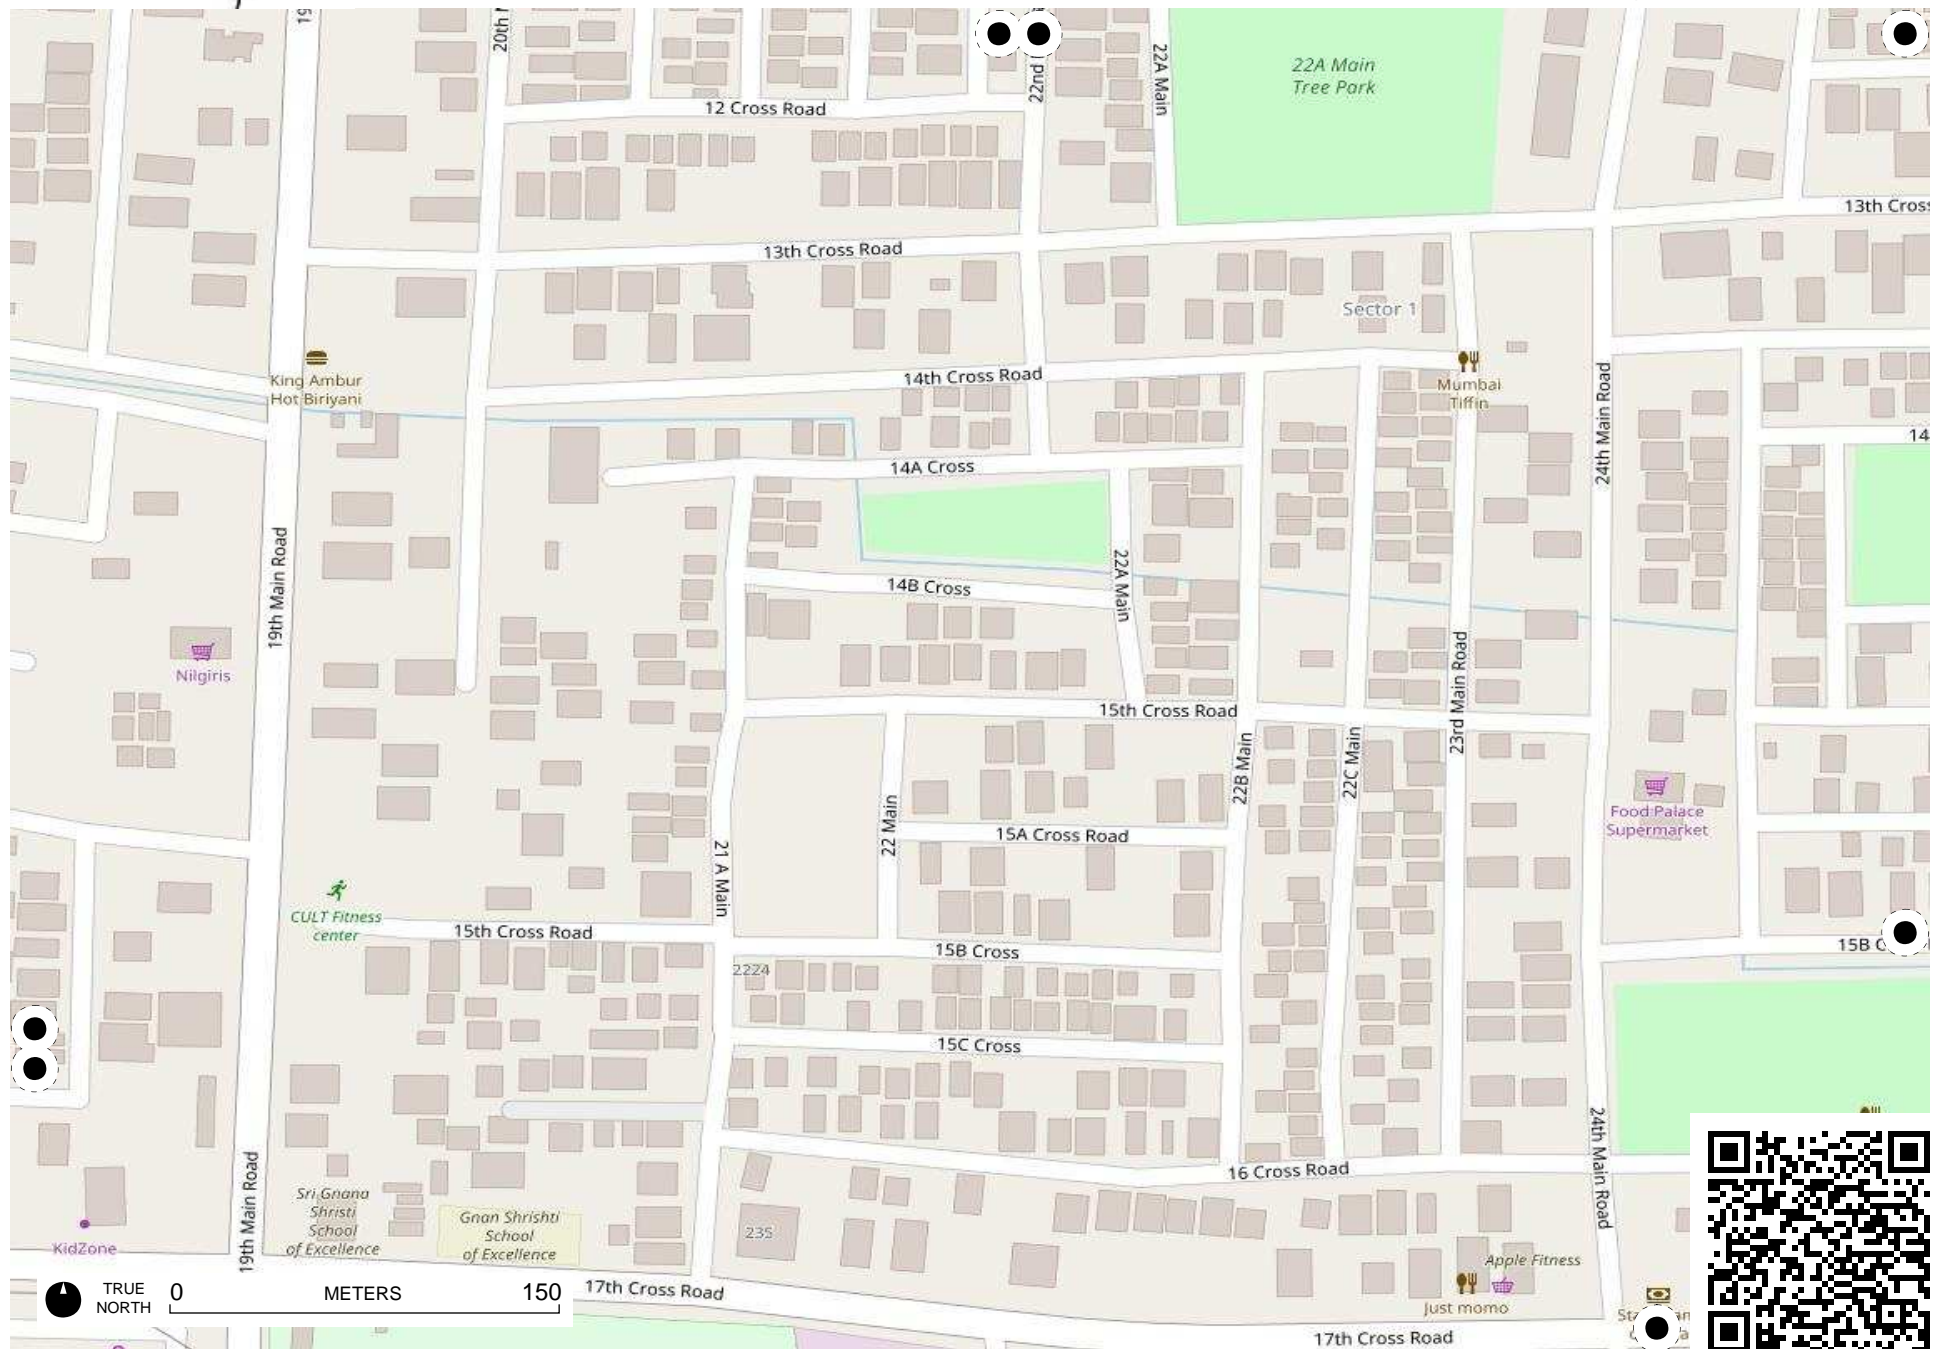 19
20th
22nd
22A Main
22A Main
Tree Park
12 Cross Road
13th Cross
13th Cross Road
Sector 1
King Ambur
Hot Biriyani
14th Cross Road
Mumbai
Tiffin
24th Main Road
14
14A Cross
19th Main Road
22A Main
14B Cross
Nilgiris
23rd Main Road
15th Cross Road
22B Main
22C Main
Food Palace
Supermarket
22 Main
15A Cross Road
21 A Main
CULT Fitness
center
15th Cross Road
15B Cross
15B
2224
15C Cross
24th Main Road
16 Cross Road
19th Main Road
Sri Gnana
Shristi
School
of Excellence
Gnan Shrishti
School
of Excellence
235
KidZone
Apple Fitness
TRUE
NORTH
0 METERS 150
17th Cross Road
Just momo
17th Cross Road